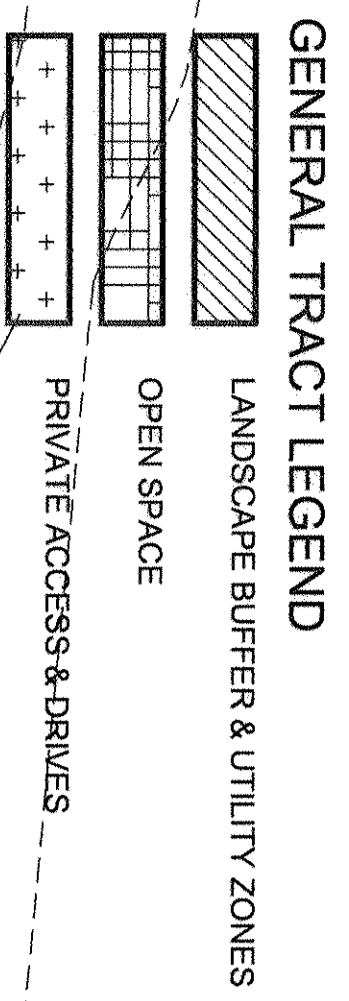 GENERAL TRACT LEGEND
LANDSCAPE BUFFER & UTILITY ZONES
OPEN SPACE
PRIVATE ACCESS & DRIVES